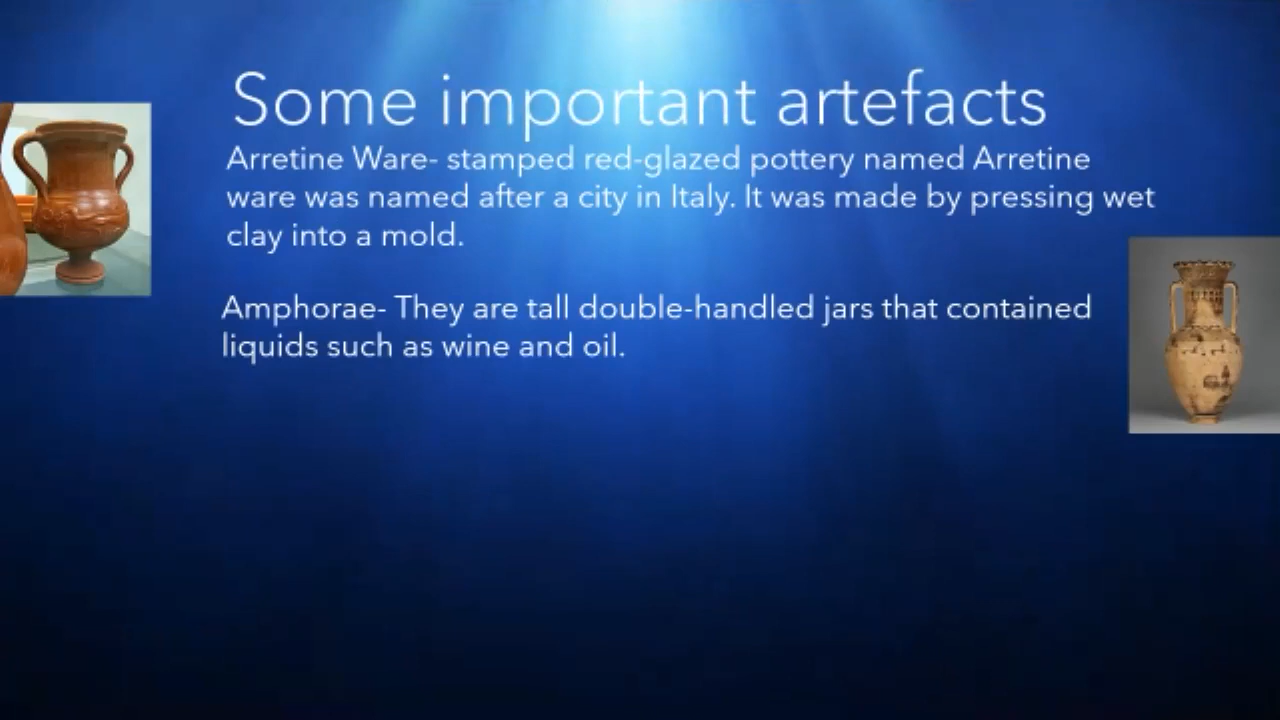 Some important artefacts
Arretine Ware- stamped red-glazed pottery named Arretine
ware was named after a city in Italy. It was made by pressing wet
clay into a mold.
Amphorae- They are tall double-handled jars that contained
liquids such as wine and oil.